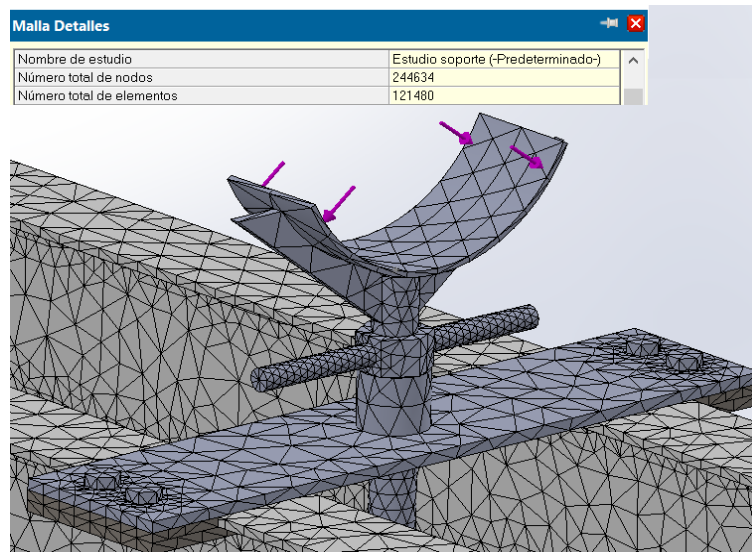 Malla Detalles
Nombre de estudio Estudio soporte (-Predeterminado-)
Número total de nodos 244634
Número total de elementos 121480